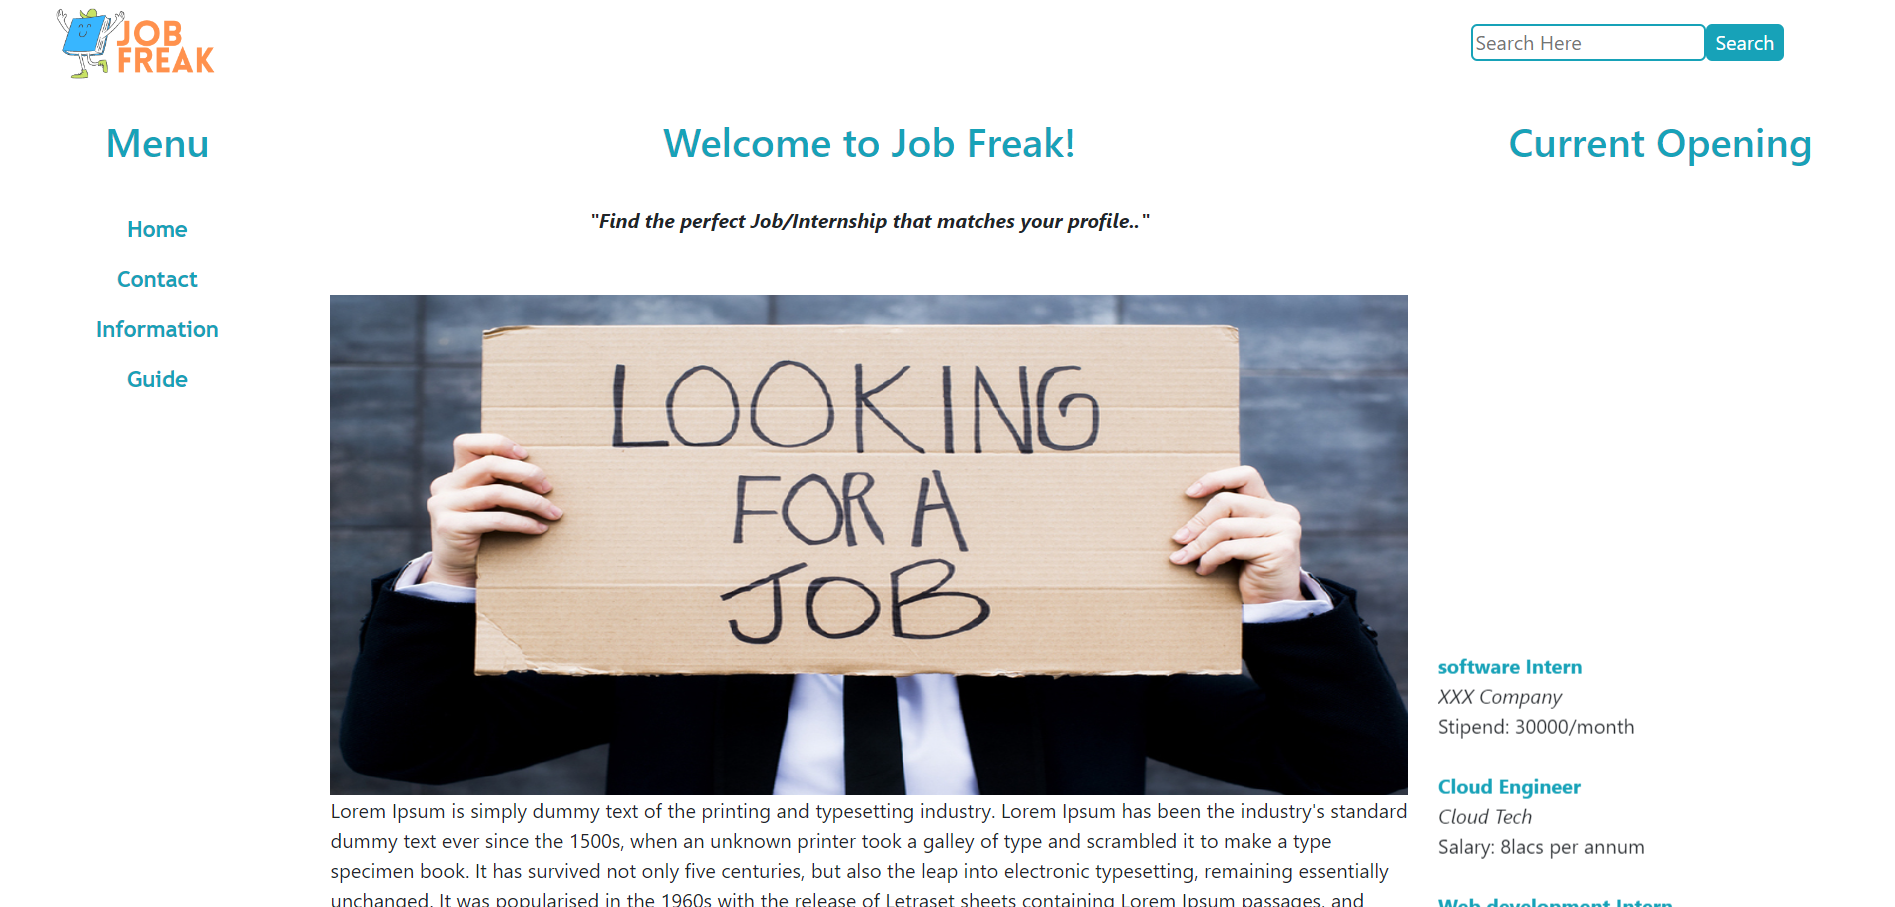 JOB
FREAK
Search Here
Search
Menu
Home
Contact
Information
Guide
Welcome to Job Freak!
"Find the perfect Job/Internship that matches your profile.."
LOOKING
FOR A
JOB
Lorem Ipsum is simply dummy text of the printing and typesetting industry. Lorem Ipsum has been the industry's standard
dummy text ever since the 1500s, when an unknown printer took a galley of type and scrambled it to make a type
specimen book. It has survived not only five centuries, but also the leap into electronic typesetting, remaining essentially
unchanged. It was popularised in the 1960s with the release of Letraset sheets containing Lorem Ipsum passages, and
Current Opening
software Intern
XXX Company
Stipend: 30000/month
Cloud Engineer
Cloud Tech
Salary: 8lacs per annum
Web development Intern